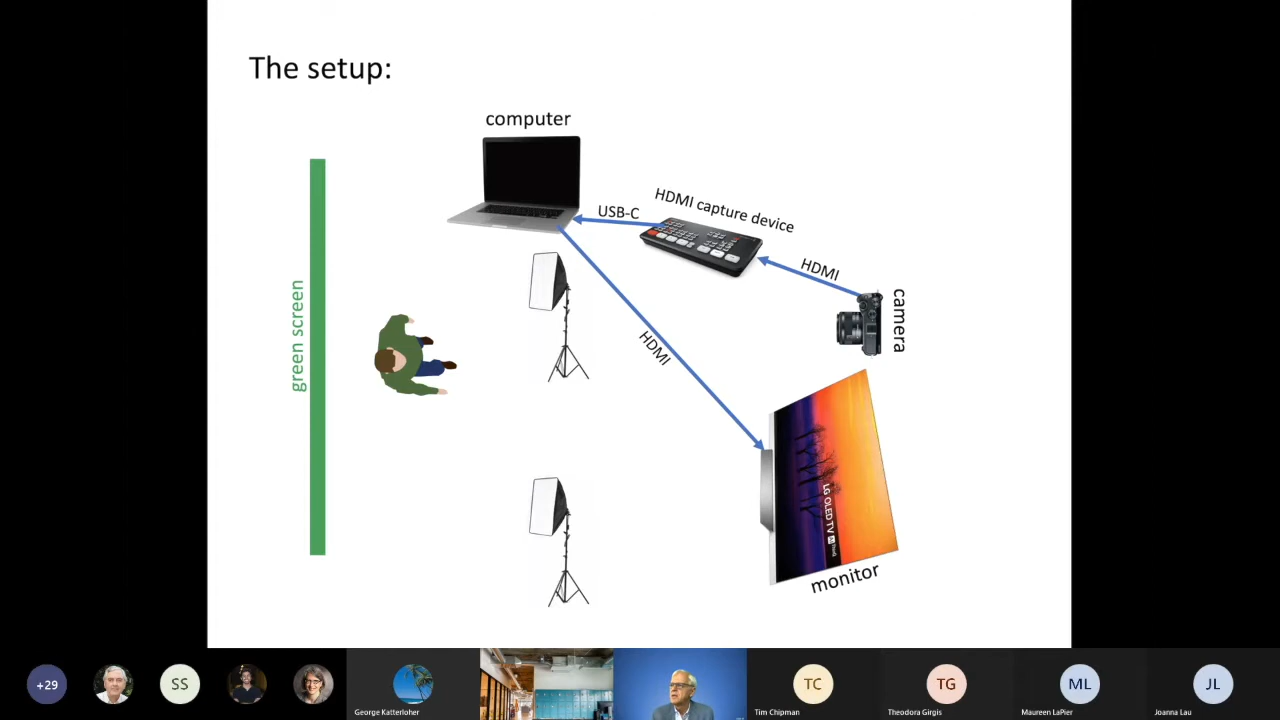 The setup:
computer
USB-C
HDMI capture device
HDMI
camera
green screen
HDMI
LG OLED TV
monitor
+29
SS
George Katterloher
TC
Tim Chipman
TG
Theodora Girgis
ML
Maureen LaPier
JL
Joanna Lau